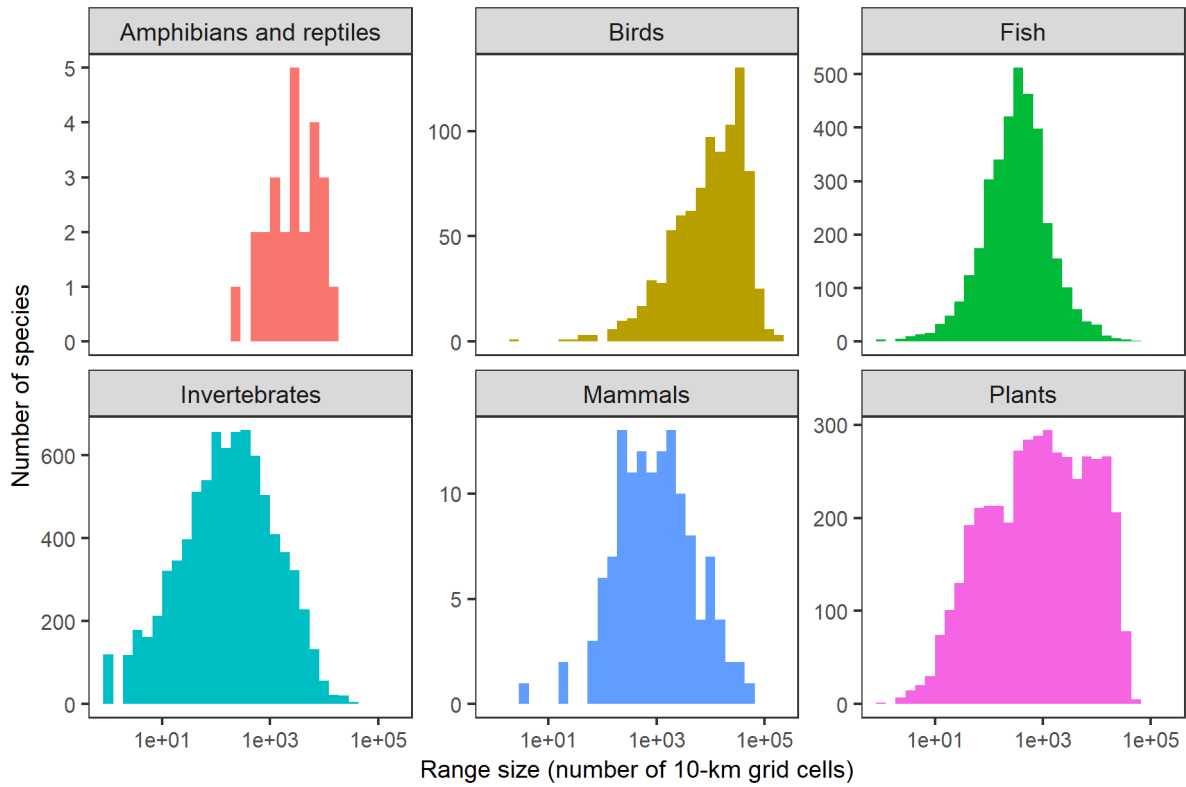 Amphibians and reptiles
Birds
Fish
5
4
3
2
1
0
100
50
0
500
400
300
200
100
0
Number of species
Invertebrates
Mammals
Plants
600
400
200
0
10
5
0
300
200
100
0
1e+01 1e+03 1e+05
1e+01 1e+03 1e+05
1e+01 1e+03 1e+05
Range size (number of 10-km grid cells)